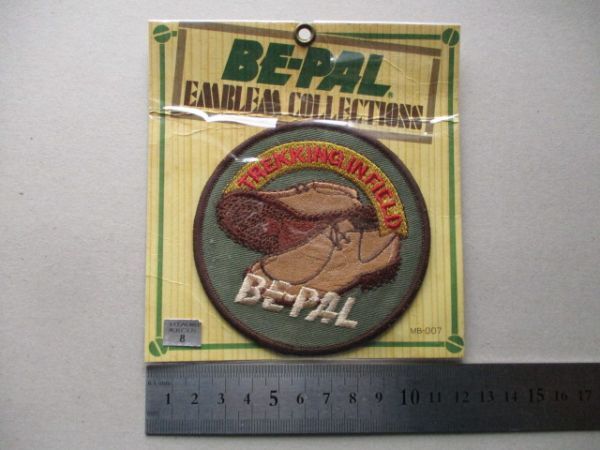 BE-PAL®
EMBLEM COLLECTIONS
TREKKING IN FIELD
BE-PAL
8
MB-007
1 2 3 4 5 6 7 8 9 10 11 12 13 14 15 16 17